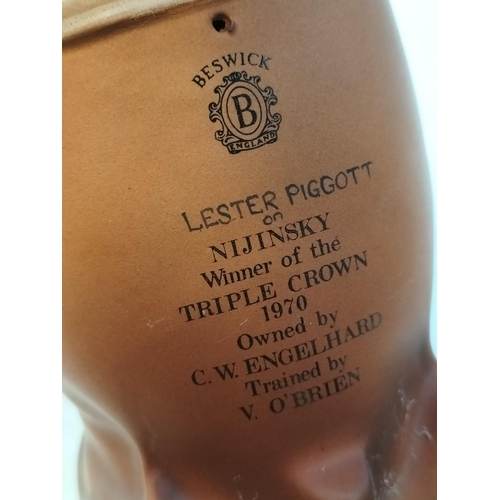 BESWICK
B
ENGLAND
LESTER PIGGOTT
on
NIJINSKY
Winner of the
TRIPLE CROWN
1970
Owned by
C. W. ENGELHARD
Trained by
V. O'BRIEN